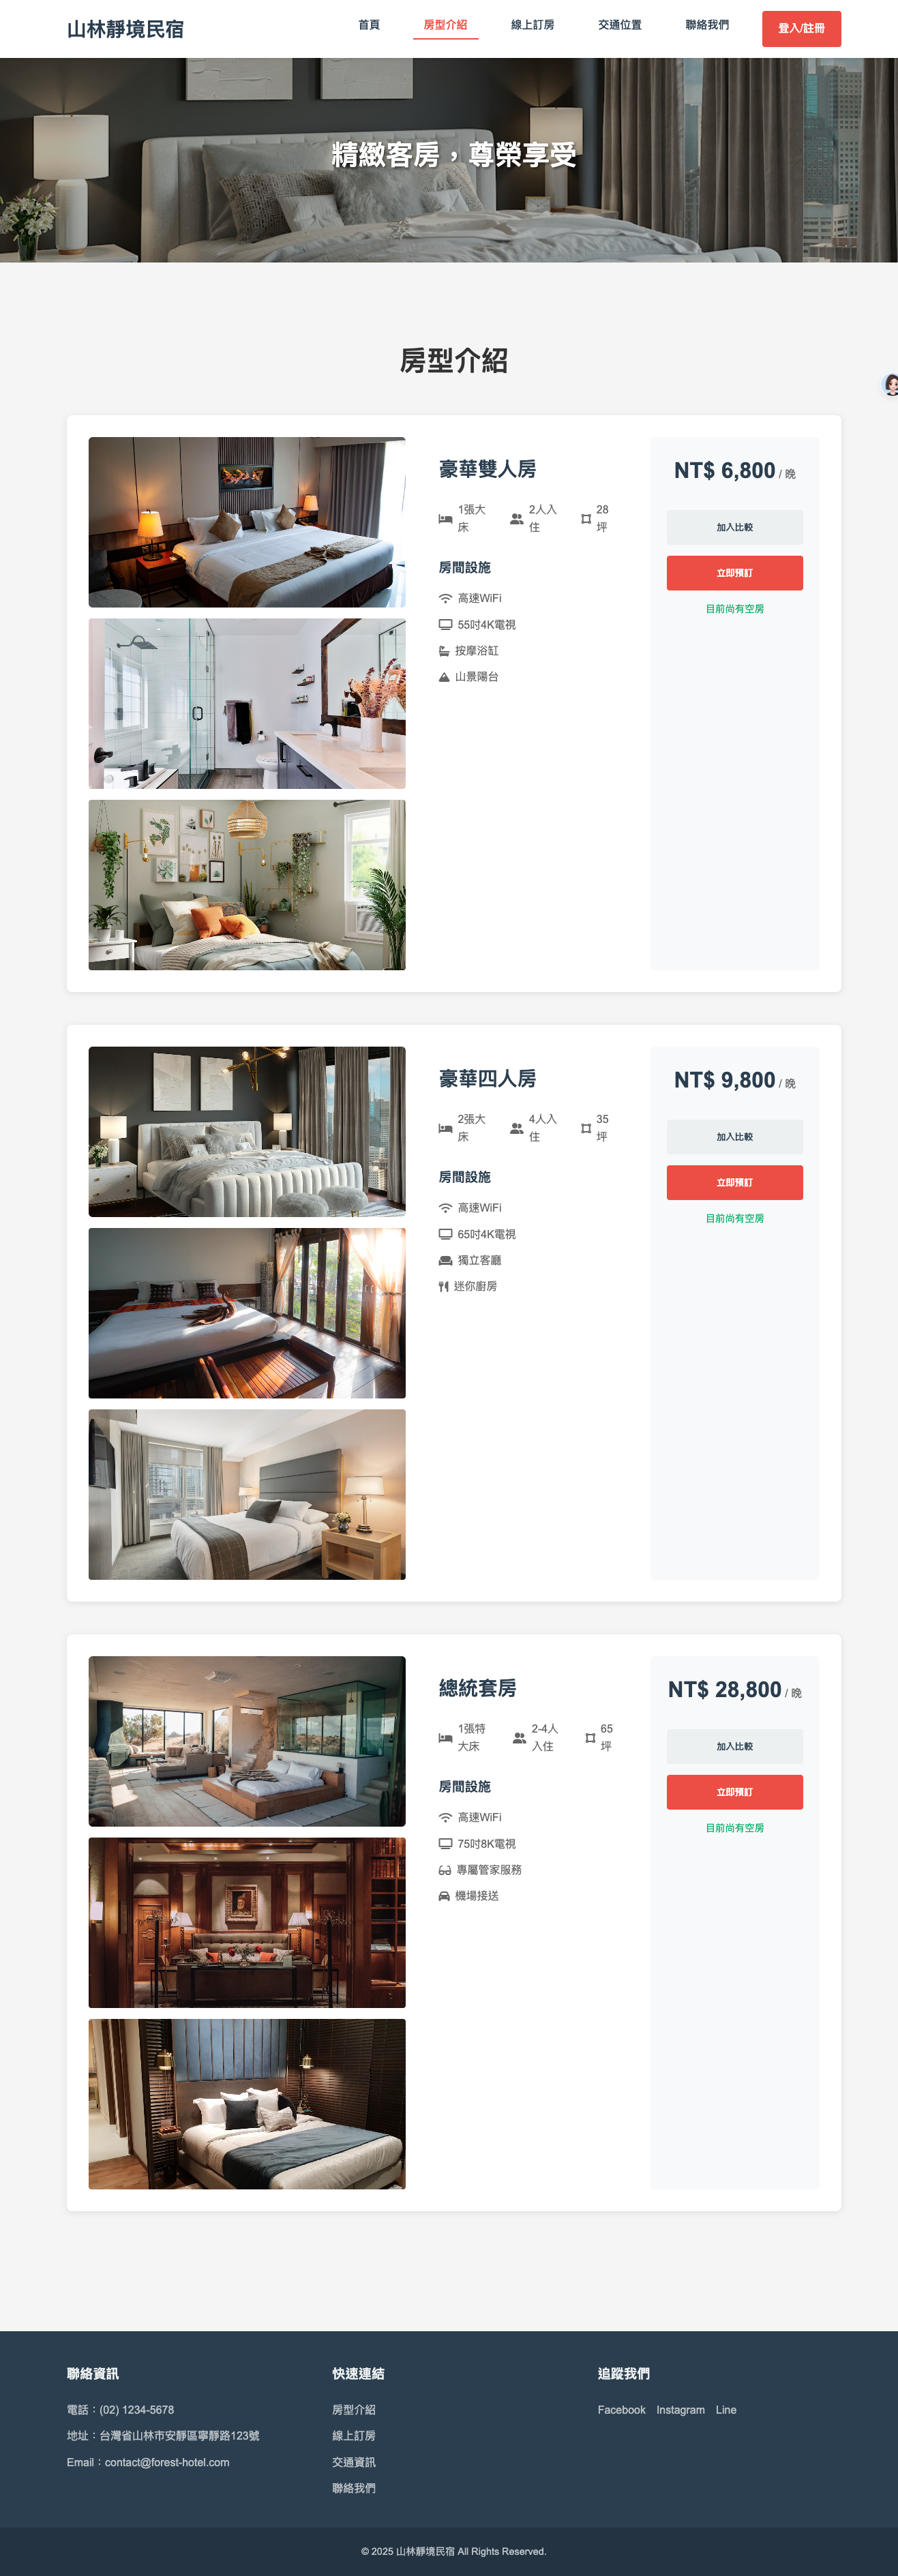 山林靜境民宿
首頁
房型介紹
線上訂房
交通位置
聯絡我們
登入/註冊
精緻客房，尊榮享受
房型介紹
豪華雙人房
1張大
床
2人入
住
28
坪
房間設施
高速WiFi
55吋4K電視
按摩浴缸
山景陽台
NT$ 6,800 / 晚
加入比較
立即預訂
目前尚有空房
豪華四人房
2張大
床
4人入
住
35
坪
房間設施
高速WiFi
65吋4K電視
獨立客廳
迷你廚房
NT$ 9,800 / 晚
加入比較
立即預訂
目前尚有空房
總統套房
1張特
大床
2-4人
入住
65
坪
房間設施
高速WiFi
75吋8K電視
專屬管家服務
機場接送
NT$ 28,800 / 晚
加入比較
立即預訂
目前尚有空房
聯絡資訊
電話：(02) 1234-5678
地址：台灣省山林市安靜區寧靜路123號
Email：contact@forest-hotel.com
快速連結
房型介紹
線上訂房
交通資訊
聯絡我們
追蹤我們
Facebook Instagram Line
© 2025 山林靜境民宿 All Rights Reserved.